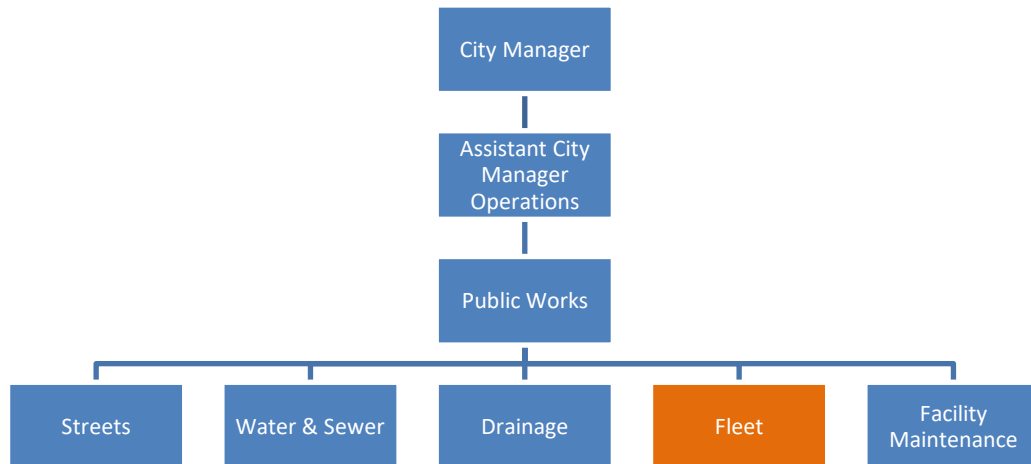 City Manager
Assistant City
Manager
Operations
Public Works
Streets
Water & Sewer
Drainage
Fleet
Facility
Maintenance